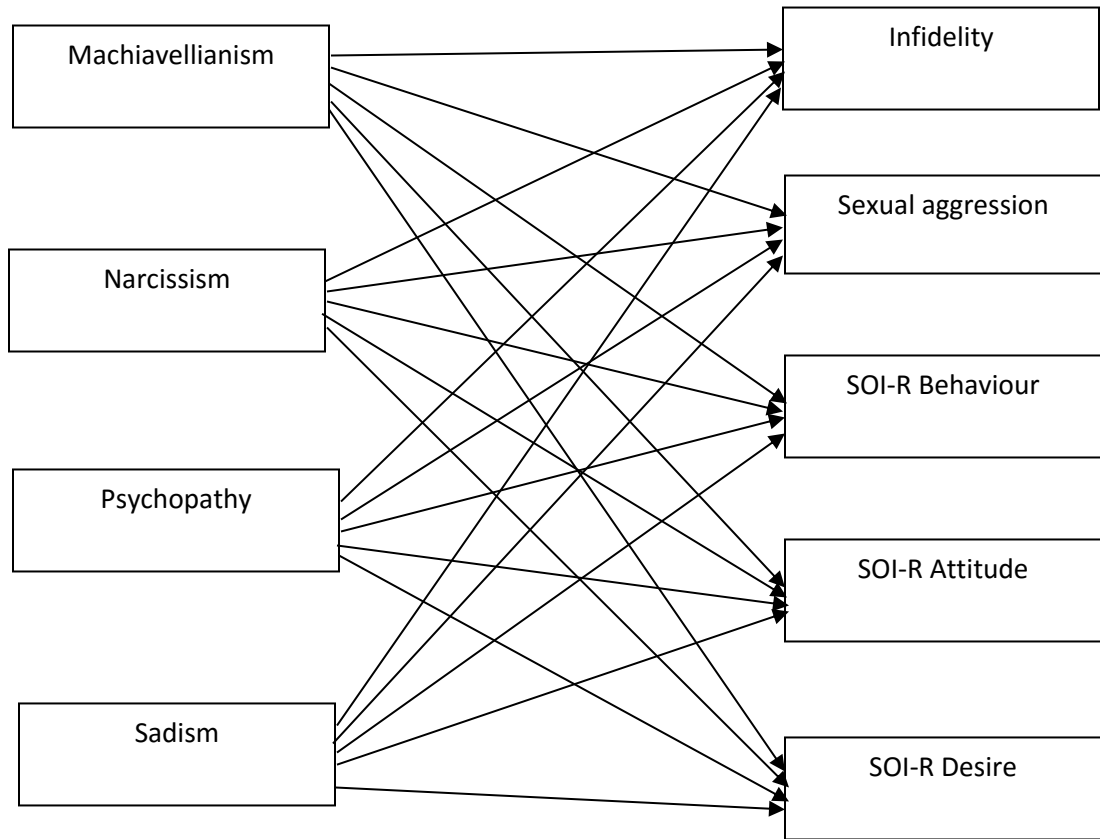 Machiavellianism
Narcissism
Psychopathy
Sadism
Infidelity
Sexual aggression
SOI-R Behaviour
SOI-R Attitude
SOI-R Desire